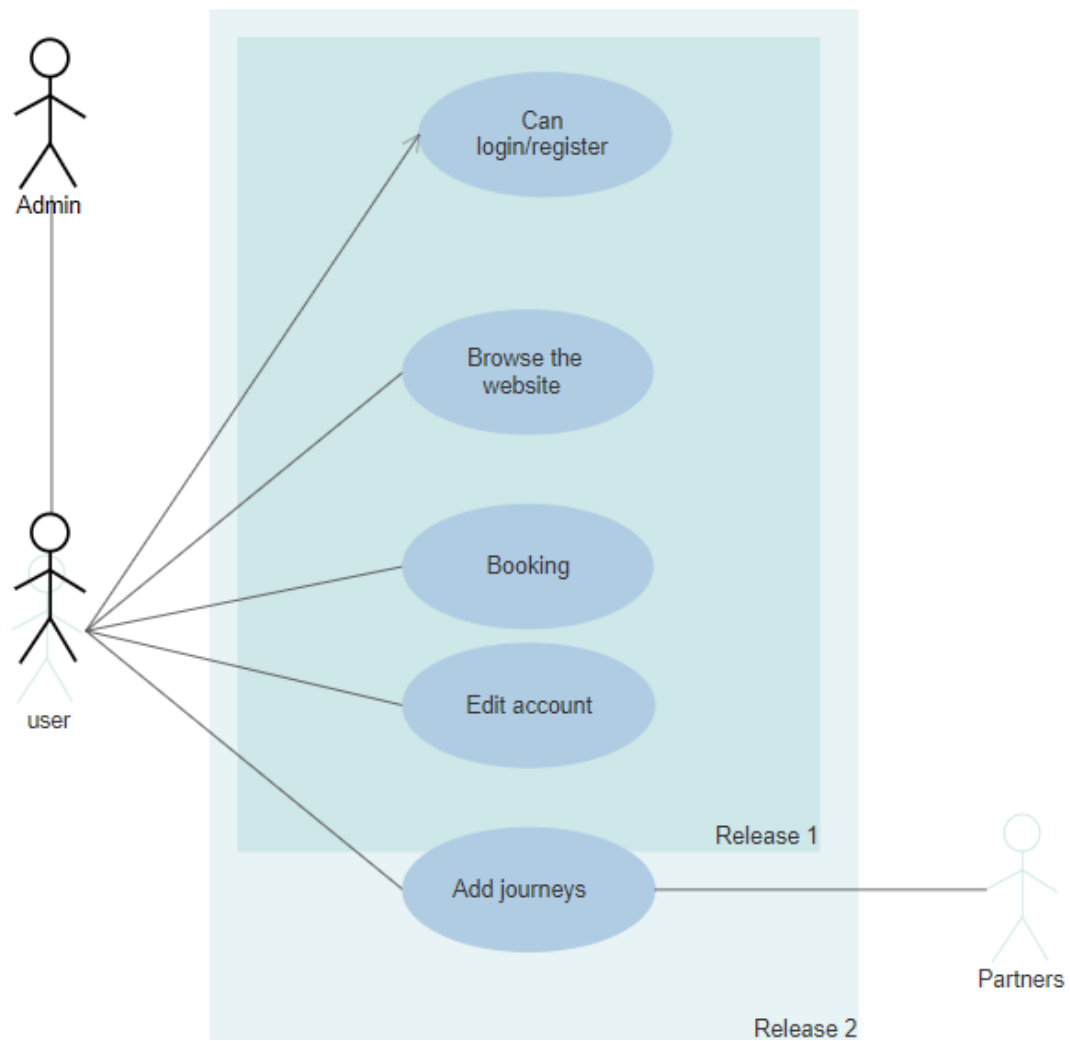 Can
login/register
Admin
Browse the
website
Booking
Edit account
user
Release 1
Add journeys
Partners
Release 2